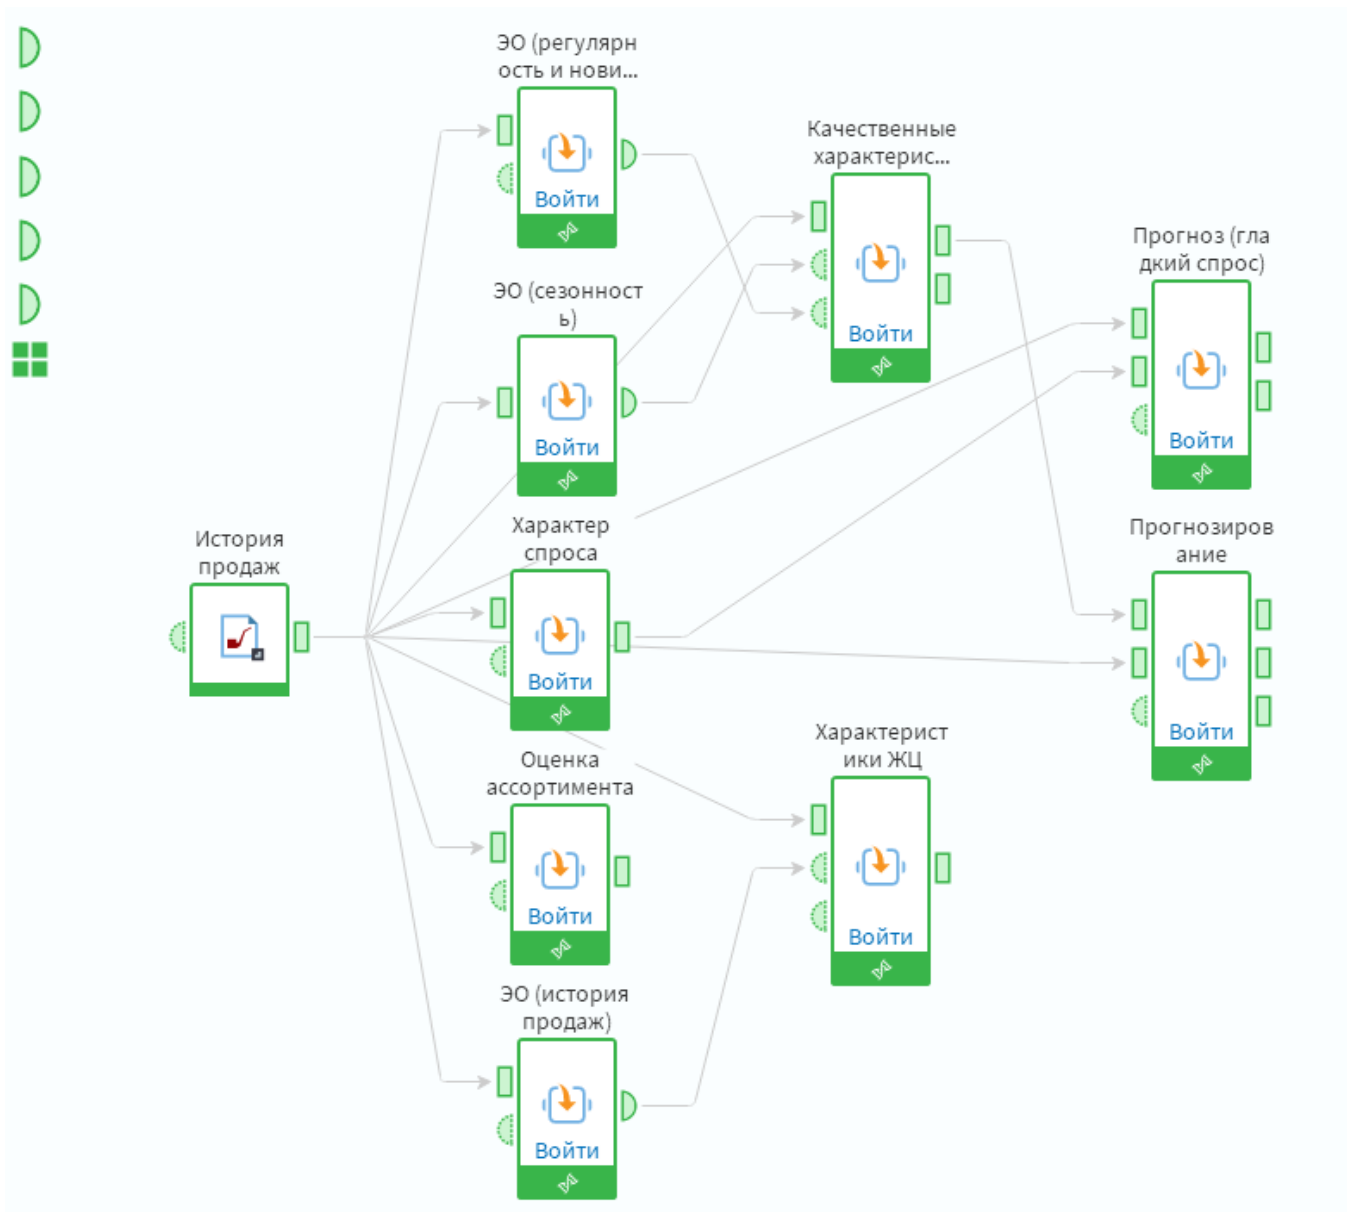 ЭО (регулярн
ость и нови...
Войти
Качественные
характерис...
Войти
Прогноз (гла
дкий спрос)
Войти
ЭО (сезонност
ь)
Войти
История
продаж
Характер
спроса
Войти
Прогнозиров
ание
Войти
Оценка
ассортимента
Войти
Характерист
ики ЖЦ
Войти
ЭО (история
продаж)
Войти